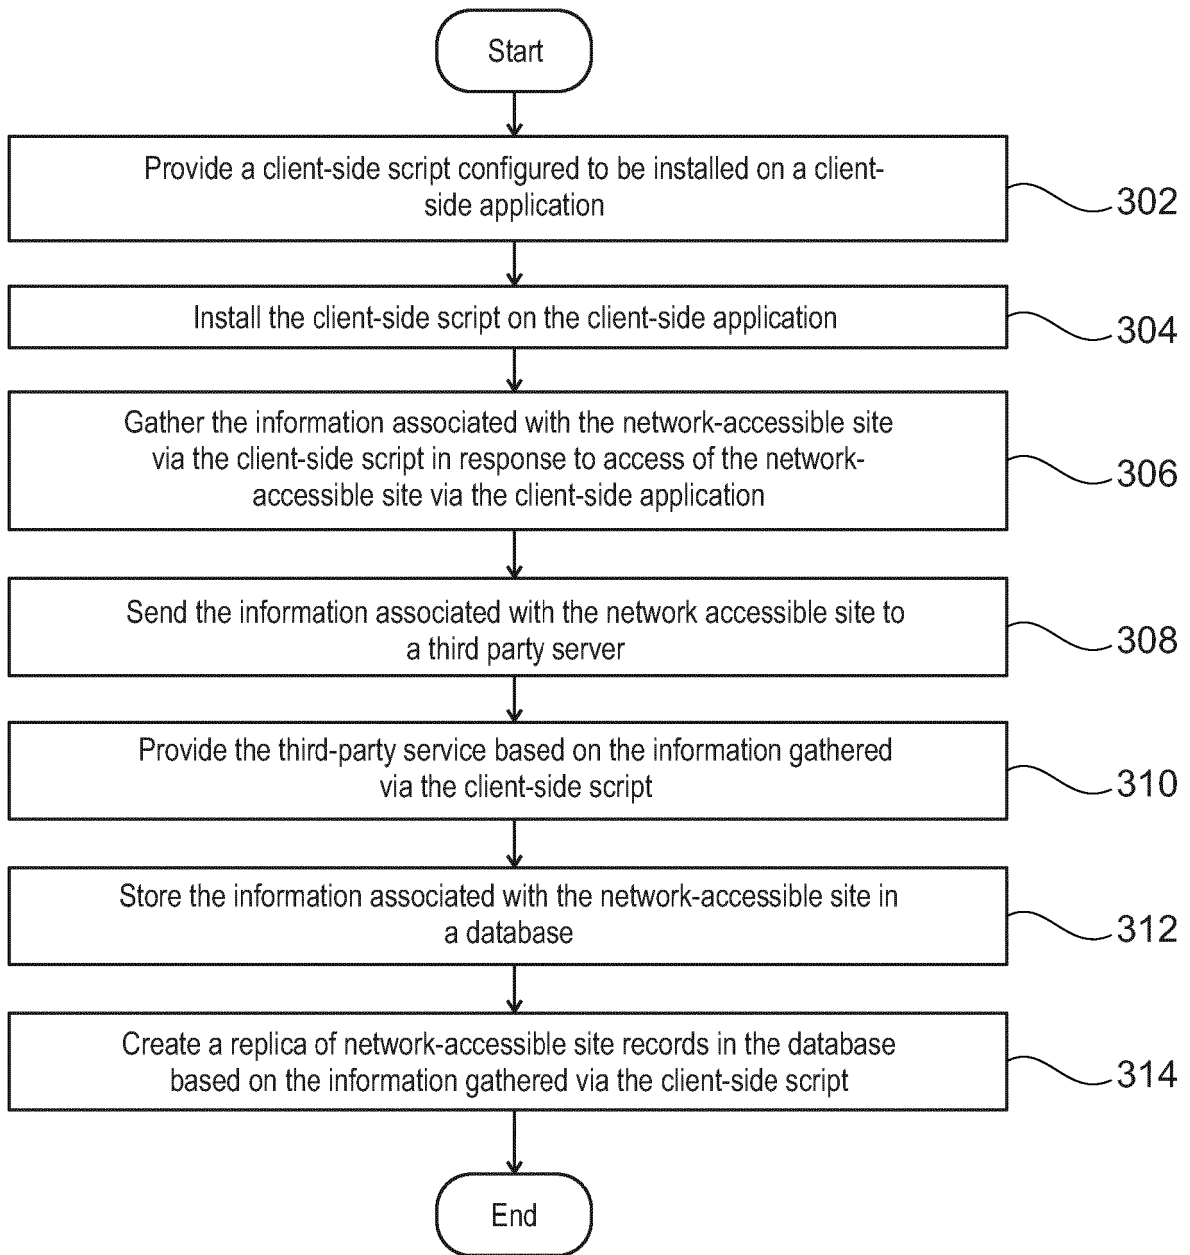 Start
Provide a client-side script configured to be installed on a client-
side application
302
Install the client-side script on the client-side application
304
Gather the information associated with the network-accessible site
via the client-side script in response to access of the network-
accessible site via the client-side application
306
Send the information associated with the network accessible site to
a third party server
308
Provide the third-party service based on the information gathered
via the client-side script
310
Store the information associated with the network-accessible site in
a database
312
Create a replica of network-accessible site records in the database
based on the information gathered via the client-side script
314
End